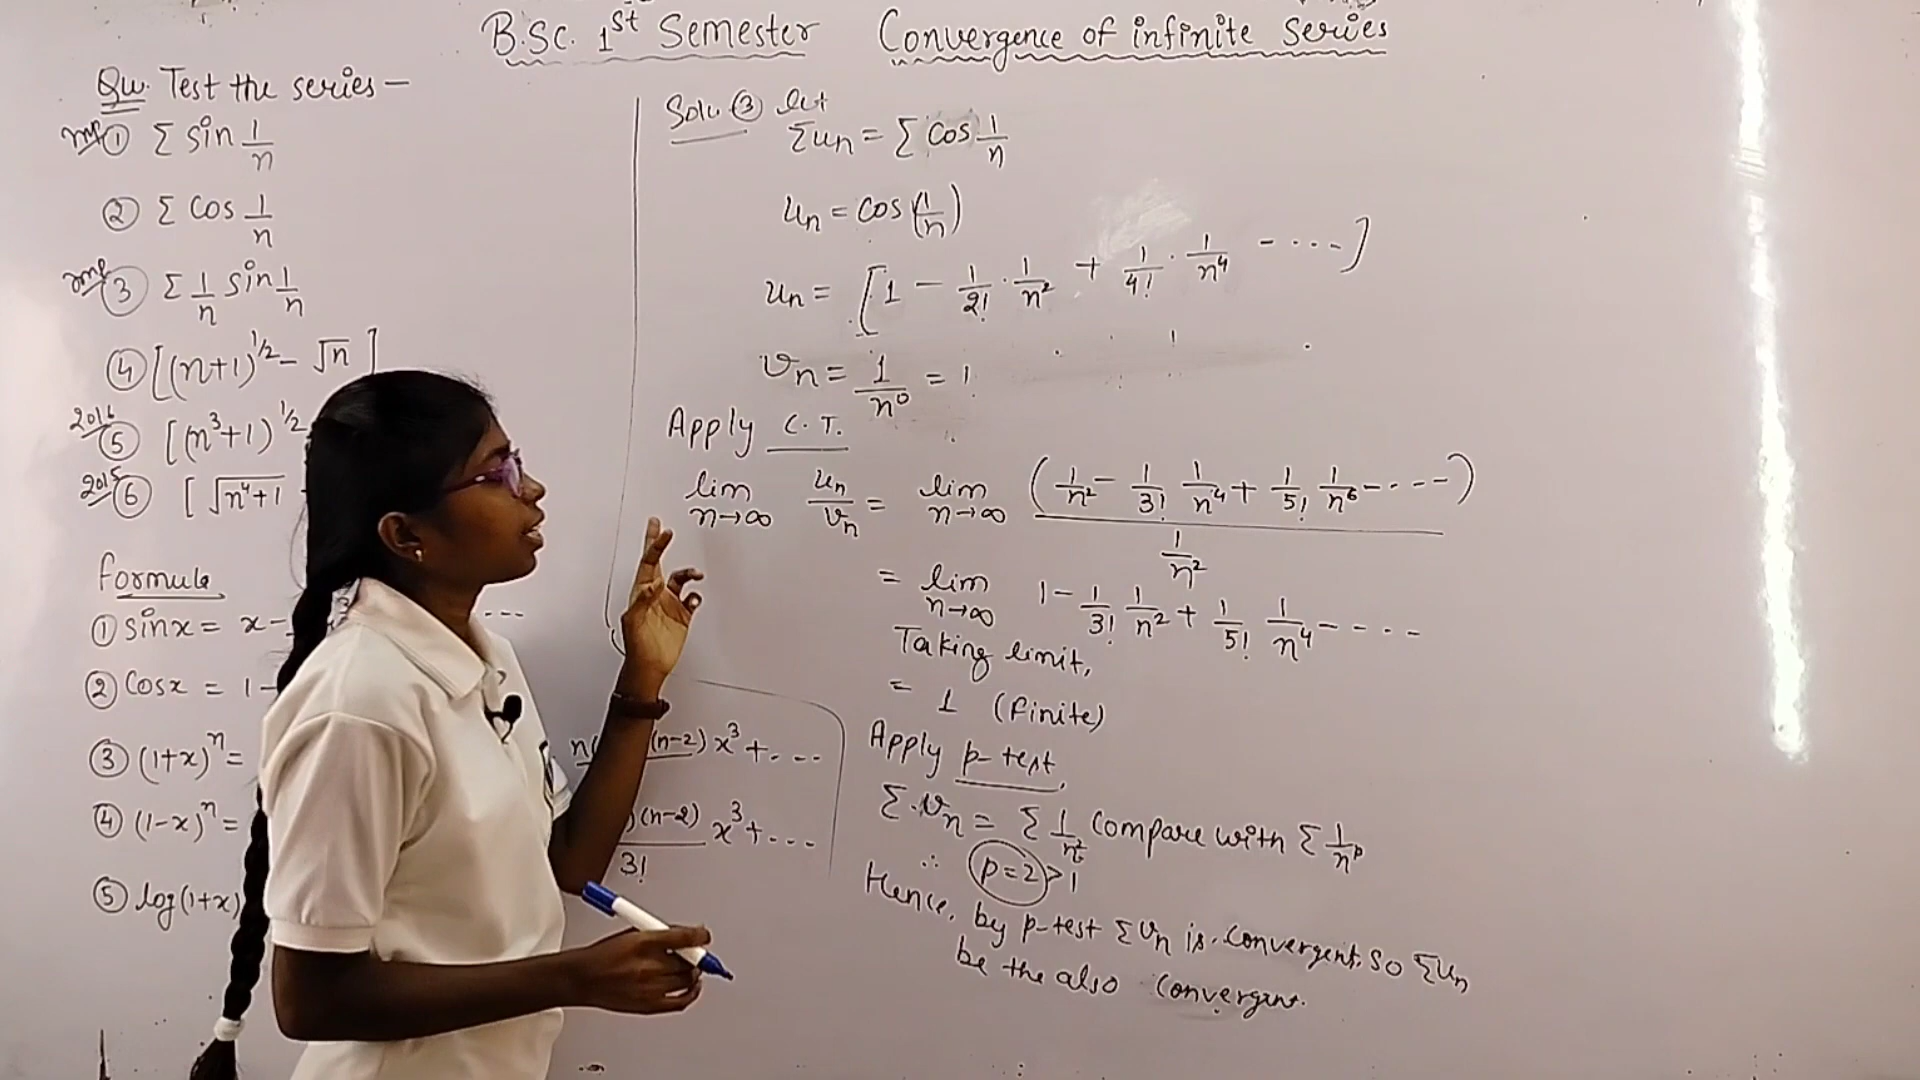 B.Sc. 1st Semester Convergence of infinite series
Qu. Test the series -
Imp ① Σ sin 1/n
② Σ cos 1/n
Imp ③ Σ 1/n sin 1/n
④ [(n+1)^1/2 - √n]
2016 ⑤ [(n³+1)^1/2
2015 ⑥ [√n⁴+1 -
formula
① sinx = x - ---
② cosx = 1 -
③ (1+x)^n = n( (n-2) x³ + ---
④ (1-x)^n = )(n-2)/3! x³ + ---
⑤ log(1+x)
Solu. ③ let
Σun = Σ cos 1/n
un = cos(1/n)
un = [1 - 1/2! · 1/n² + 1/4! · 1/n⁴ - ----]
vn = 1/n⁰ = 1
Apply C.T.
lim n→∞ un/vn = lim n→∞ (1/n² - 1/3! 1/n⁴ + 1/5! 1/n⁶ - ----) / 1/n²
= lim n→∞ 1 - 1/3! 1/n² + 1/5! 1/n⁴ - ----
Taking limit,
= 1 (finite)
Apply p-test,
Σ vn = Σ 1/n² compare with Σ 1/n^p
∴ p=2 > 1
Hence, by p-test Σvn is convergent. So Σun
be the also convergent.